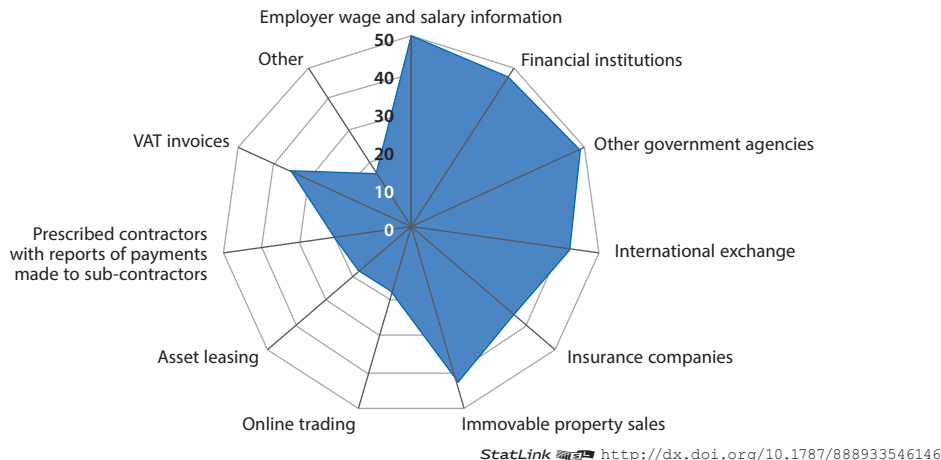 Employer wage and salary information
50
Other
Financial institutions
40
30
VAT invoices
Other government agencies
20
10
0
Prescribed contractors
with reports of payments
made to sub-contractors
International exchange
Asset leasing
Insurance companies
Online trading
Immovable property sales
StatLink http://dx.doi.org/10.1787/888933546146